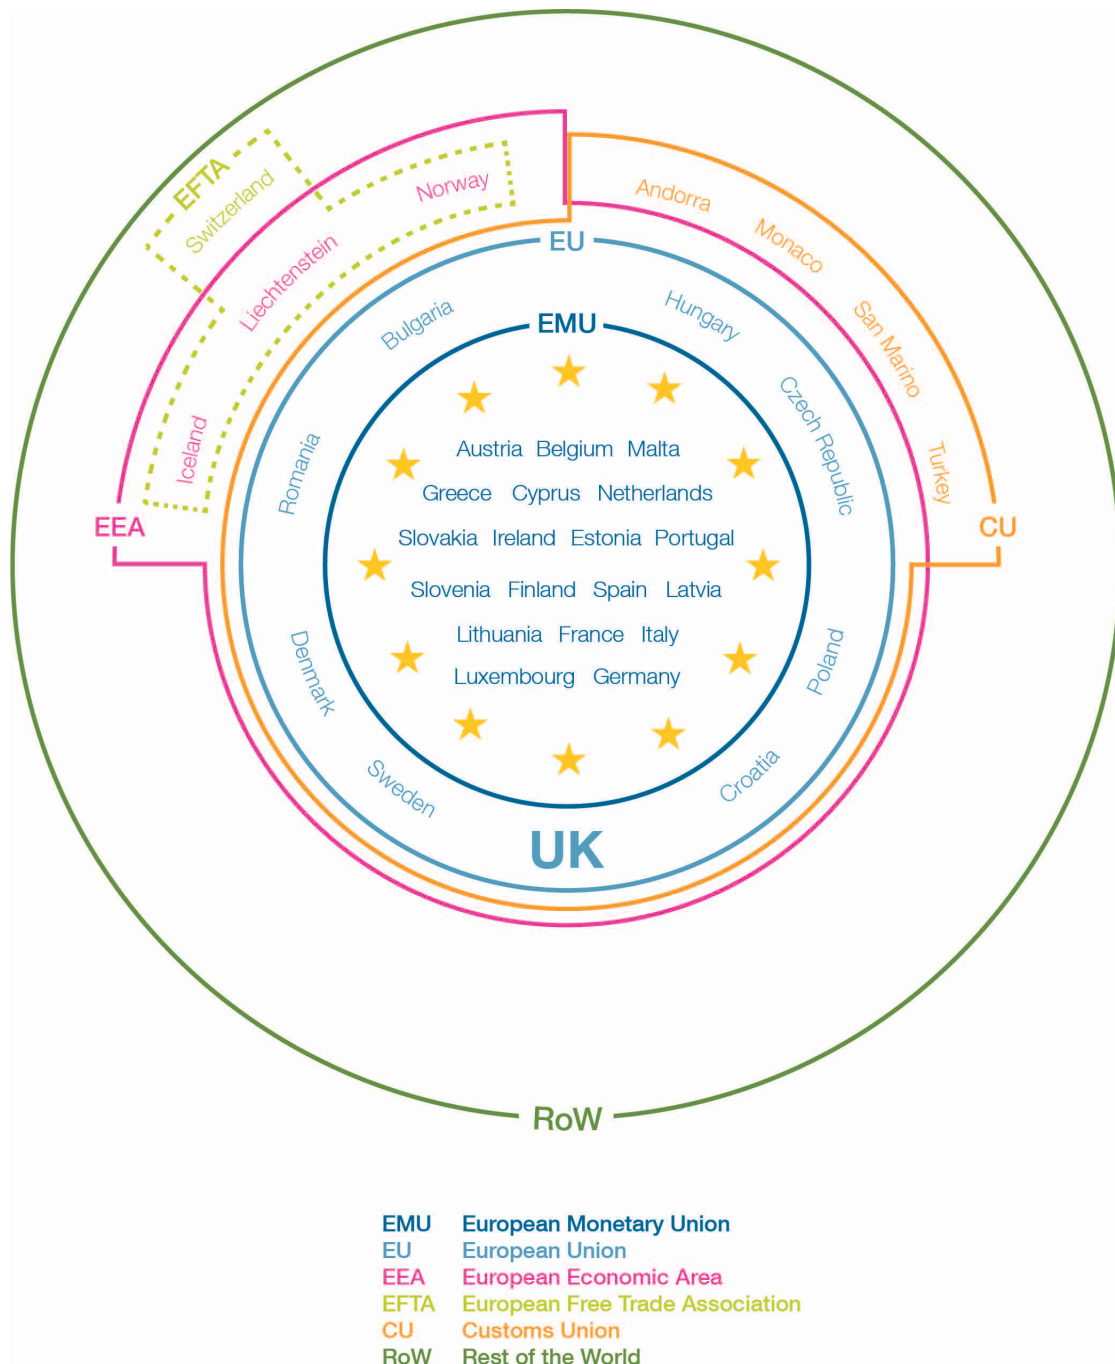 EFTA
Switzerland
Norway
Liechtenstein
Iceland
EEA
Andorra
Monaco
San Marino
Turkey
CU
EU
Bulgaria
Hungary
Romania
Czech Republic
Denmark
Poland
Sweden
Croatia
UK
EMU
Austria Belgium Malta
Greece Cyprus Netherlands
Slovakia Ireland Estonia Portugal
Slovenia Finland Spain Latvia
Lithuania France Italy
Luxembourg Germany
RoW
EMU European Monetary Union
EU European Union
EEA European Economic Area
EFTA European Free Trade Association
CU Customs Union
RoW Rest of the World